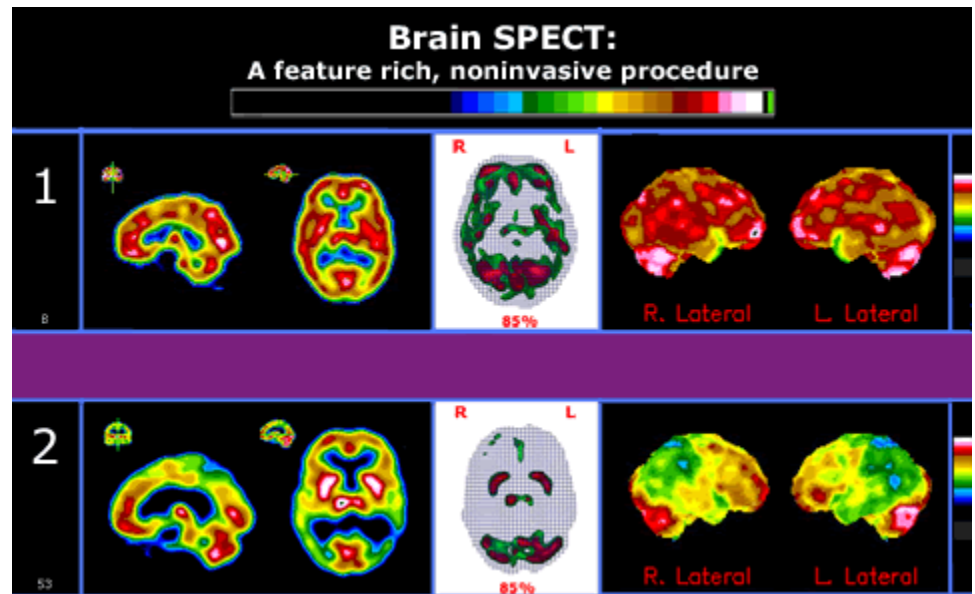 Brain SPECT:
A feature rich, noninvasive procedure
1
R L
8
85%
R. Lateral L. Lateral
2
R L
53
85%
R. Lateral L. Lateral